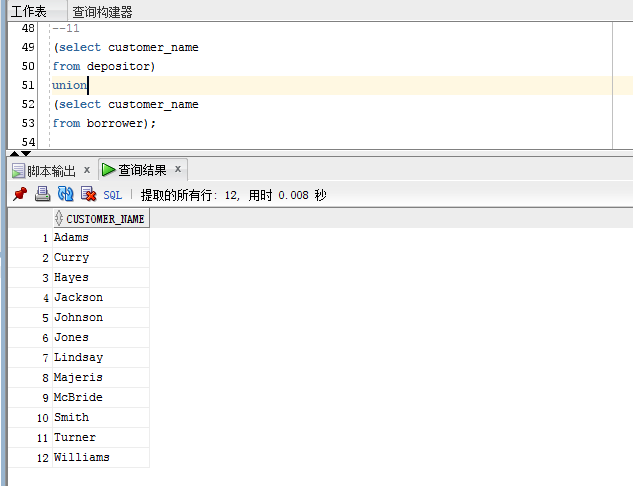 工作表 查询构建器
48 --11
49 (select customer_name
50 from depositor)
51 union
52 (select customer_name
53 from borrower);
54
脚本输出 x 查询结果 x
SQL | 提取的所有行: 12, 用时 0.008 秒
CUSTOMER_NAME
1 Adams
2 Curry
3 Hayes
4 Jackson
5 Johnson
6 Jones
7 Lindsay
8 Majeris
9 McBride
10 Smith
11 Turner
12 Williams